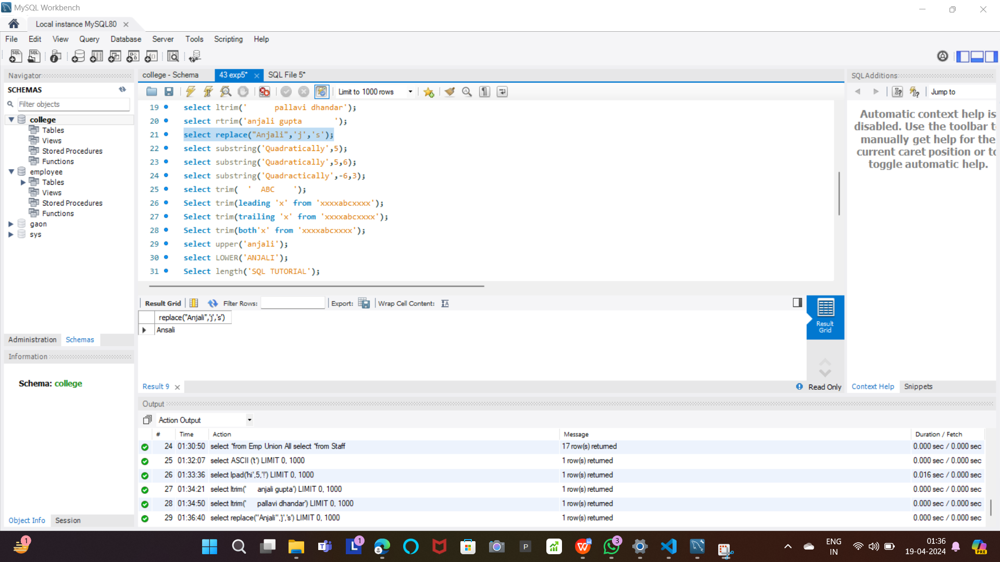 MySQL Workbench
Local instance MySQL80
File Edit View Query Database Server Tools Scripting Help
Navigator
SCHEMAS
Filter objects
college
Tables
Views
Stored Procedures
Functions
employee
Tables
Views
Stored Procedures
Functions
gaon
sys
Administration Schemas
Information
Schema: college
Object Info Session
college - Schema 43 exp5* SQL File 5*
Limit to 1000 rows
19 select ltrim('      pallavi dhandar');
20 select rtrim('anjali gupta       ');
21 select replace("Anjali",'j','s');
22 select substring('Quadratically',5);
23 select substring('Quadratically',5,6);
24 select substring('Quadractically',-6,3);
25 select trim(  '  ABC    ');
26 Select trim(leading 'x' from 'xxxxabcxxxx');
27 Select trim(trailing 'x' from 'xxxxabcxxxx');
28 Select trim(both'x' from 'xxxxabcxxxx');
29 select upper('anjali');
30 select LOWER('ANJALI');
31 Select length('SQL TUTORIAL');
Result Grid Filter Rows: Export: Wrap Cell Content:
replace("Anjali",'j','s')
Ansali
Result Grid
Result 9 Read Only
SQLAdditions
Jump to
Automatic context help is
disabled. Use the toolbar t
manually get help for the
current caret position or to
toggle automatic help.
Context Help Snippets
Output
Action Output
# Time Action Message Duration / Fetch
24 01:30:50 select *from Emp Union All select *from Staff 17 row(s) returned 0.000 sec / 0.000 sec
25 01:32:07 select ASCII ('t') LIMIT 0, 1000 1 row(s) returned 0.000 sec / 0.000 sec
26 01:33:36 select lpad('hi',5,'!') LIMIT 0, 1000 1 row(s) returned 0.016 sec / 0.000 sec
27 01:34:21 select ltrim('      anjali gupta') LIMIT 0, 1000 1 row(s) returned 0.000 sec / 0.000 sec
28 01:34:50 select ltrim('      pallavi dhandar') LIMIT 0, 1000 1 row(s) returned 0.000 sec / 0.000 sec
29 01:36:40 select replace("Anjali",'j','s') LIMIT 0, 1000 1 row(s) returned 0.000 sec / 0.000 sec
1 1 3
ENG
IN
01:36
19-04-2024
PRE